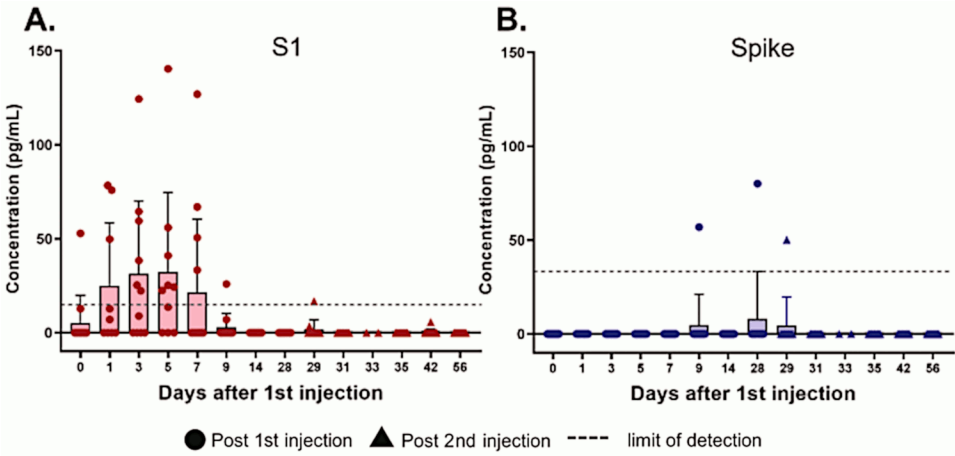 A.
S1
Concentration (pg/mL)
150
100
50
0
0 1 3 5 7 9 14 28 29 31 33 35 42 56
Days after 1st injection
B.
Spike
Concentration (pg/mL)
150
100
50
0
0 1 3 5 7 9 14 28 29 31 33 35 42 56
Days after 1st injection
Post 1st injection Post 2nd injection limit of detection